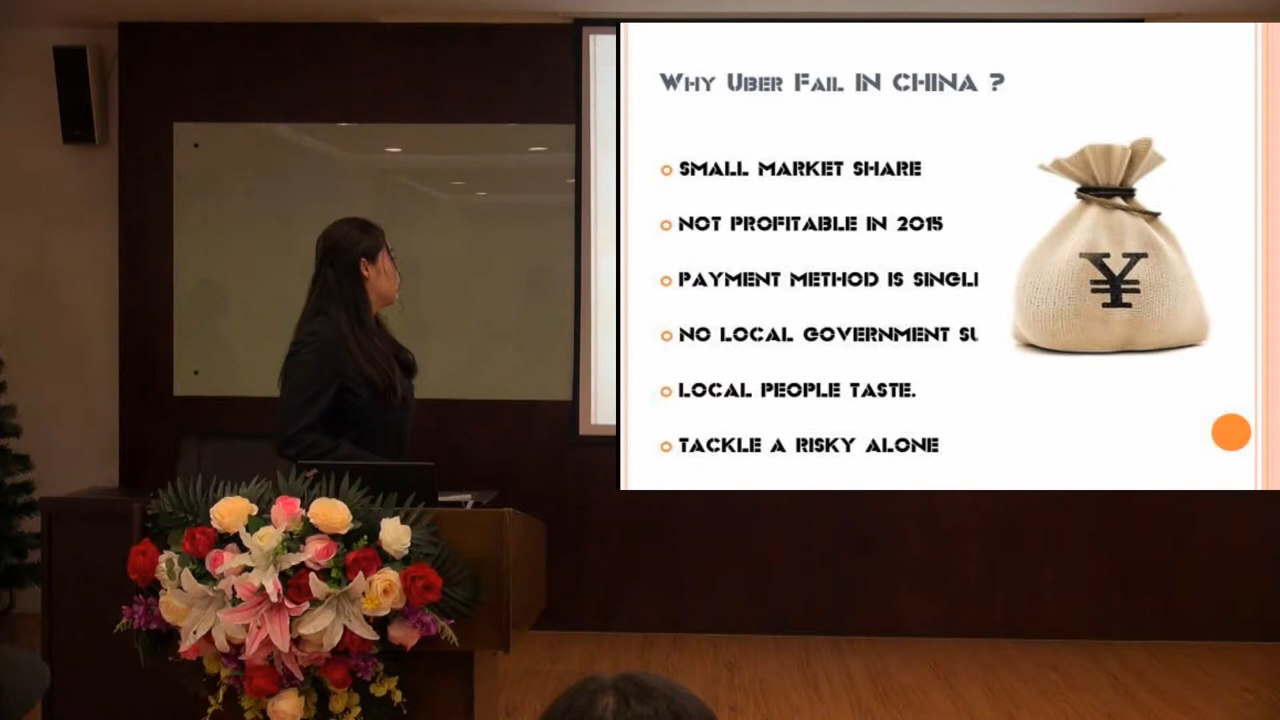 WHY UBER FAIL IN CHINA ?
SMALL MARKET SHARE
NOT PROFITABLE IN 2015
PAYMENT METHOD IS
NO LOCAL GOVERNMENT
LOCAL PEOPLE TASTE.
TACKLE A RISKY ALONE
¥